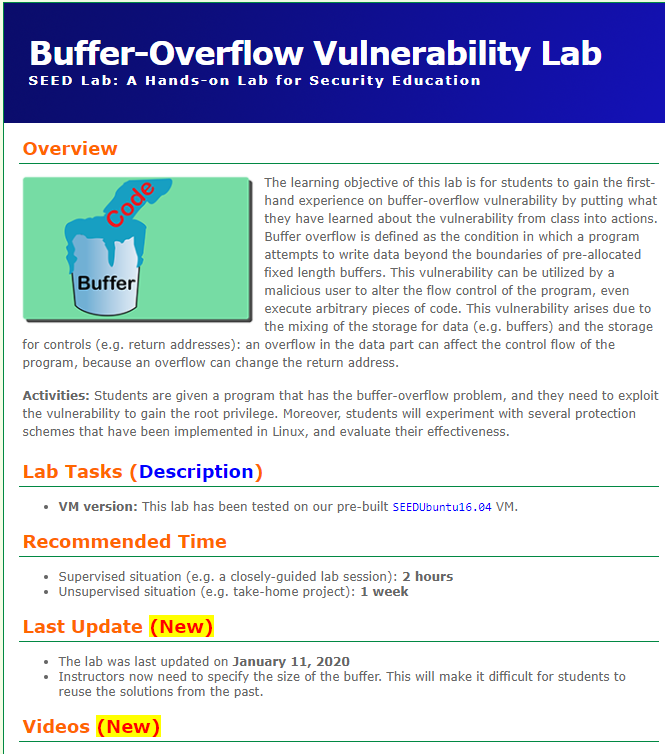 Buffer-Overflow Vulnerability Lab
SEED Lab: A Hands-on Lab for Security Education
Overview
Code
Buffer
The learning objective of this lab is for students to gain the first-
hand experience on buffer-overflow vulnerability by putting what
they have learned about the vulnerability from class into actions.
Buffer overflow is defined as the condition in which a program
attempts to write data beyond the boundaries of pre-allocated
fixed length buffers. This vulnerability can be utilized by a
malicious user to alter the flow control of the program, even
execute arbitrary pieces of code. This vulnerability arises due to
the mixing of the storage for data (e.g. buffers) and the storage
for controls (e.g. return addresses): an overflow in the data part can affect the control flow of the
program, because an overflow can change the return address.
Activities: Students are given a program that has the buffer-overflow problem, and they need to exploit
the vulnerability to gain the root privilege. Moreover, students will experiment with several protection
schemes that have been implemented in Linux, and evaluate their effectiveness.
Lab Tasks (Description)
• VM version: This lab has been tested on our pre-built SEEDUbuntu16.04 VM.
Recommended Time
• Supervised situation (e.g. a closely-guided lab session): 2 hours
• Unsupervised situation (e.g. take-home project): 1 week
Last Update (New)
• The lab was last updated on January 11, 2020
• Instructors now need to specify the size of the buffer. This will make it difficult for students to
reuse the solutions from the past.
Videos (New)